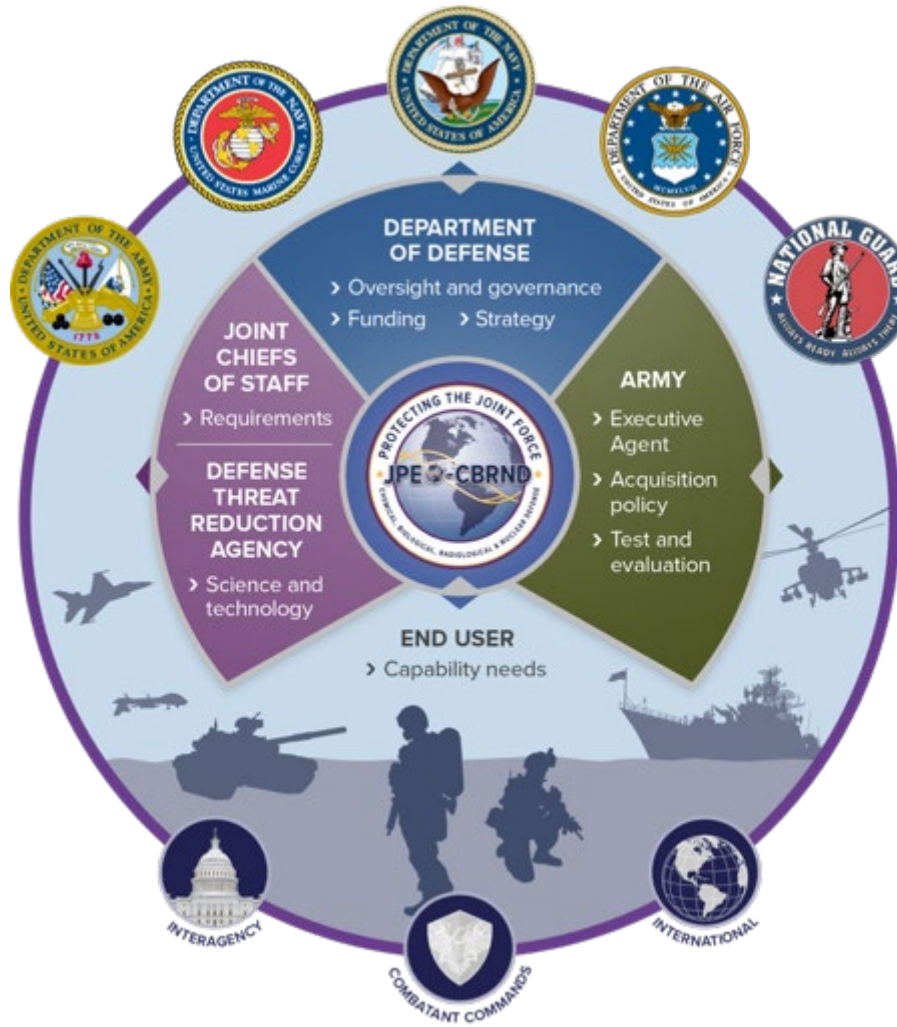 DEPARTMENT OF THE NAVY
UNITED STATES OF AMERICA
DEPARTMENT OF THE NAVY
UNITED STATES MARINE CORPS
DEPARTMENT OF THE AIR FORCE
MCMXLVII
UNITED STATES OF AMERICA
DEPARTMENT OF THE ARMY
1775
UNITED STATES OF AMERICA
NATIONAL GUARD
ALWAYS READY ALWAYS THERE
DEPARTMENT
OF DEFENSE
› Oversight and governance
› Funding › Strategy
JOINT
CHIEFS
OF STAFF
› Requirements
DEFENSE
THREAT
REDUCTION
AGENCY
› Science and
technology
PROTECTING THE JOINT FORCE
JPEO-CBRND
CHEMICAL, BIOLOGICAL, RADIOLOGICAL & NUCLEAR DEFENSE
ARMY
› Executive
Agent
› Acquisition
policy
› Test and
evaluation
END USER
› Capability needs
INTERAGENCY
COMBATANT COMMANDS
INTERNATIONAL